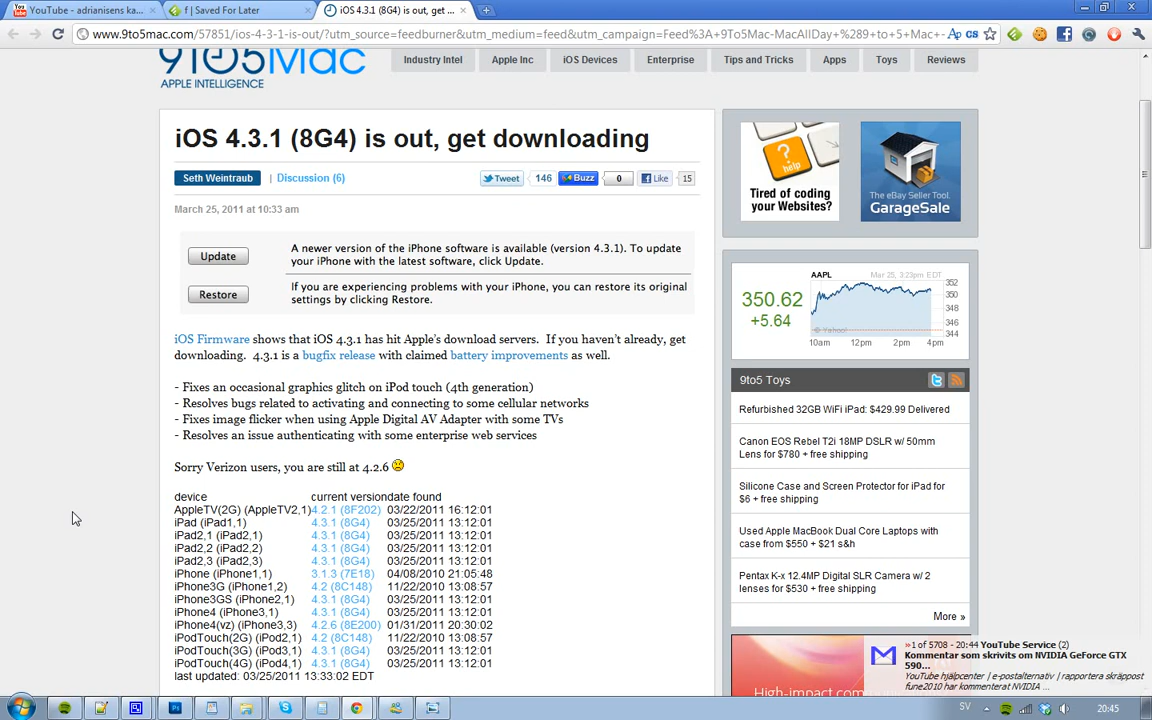 YouTube - adrianisens ka...
f | Saved For Later
iOS 4.3.1 (8G4) is out, get ...
www.9to5mac.com/57851/ios-4-3-1-is-out/?utm_source=feedburner&utm_medium=feed&utm_campaign=Feed%3A+9To5Mac-MacAllDay+%289+to+5+Mac+-
9TO5Mac
APPLE INTELLIGENCE
Industry Intel
Apple Inc
iOS Devices
Enterprise
Tips and Tricks
Apps
Toys
Reviews
iOS 4.3.1 (8G4) is out, get downloading
Seth Weintraub | Discussion (6)
Tweet 146 Buzz 0 Like 15
March 25, 2011 at 10:33 am
Update
A newer version of the iPhone software is available (version 4.3.1). To update
your iPhone with the latest software, click Update.
Restore
If you are experiencing problems with your iPhone, you can restore its original
settings by clicking Restore.
iOS Firmware shows that iOS 4.3.1 has hit Apple's download servers. If you haven't already, get
downloading. 4.3.1 is a bugfix release with claimed battery improvements as well.
- Fixes an occasional graphics glitch on iPod touch (4th generation)
- Resolves bugs related to activating and connecting to some cellular networks
- Fixes image flicker when using Apple Digital AV Adapter with some TVs
- Resolves an issue authenticating with some enterprise web services
Sorry Verizon users, you are still at 4.2.6
device current versiondate found
AppleTV(2G) (AppleTV2,1)4.2.1 (8F202) 03/22/2011 16:12:01
iPad (iPad1,1) 4.3.1 (8G4) 03/25/2011 13:12:01
iPad2,1 (iPad2,1) 4.3.1 (8G4) 03/25/2011 13:12:01
iPad2,2 (iPad2,2) 4.3.1 (8G4) 03/25/2011 13:12:01
iPad2,3 (iPad2,3) 4.3.1 (8G4) 03/25/2011 13:12:01
iPhone (iPhone1,1) 3.1.3 (7E18) 04/08/2010 21:05:48
iPhone3G (iPhone1,2) 4.2 (8C148) 11/22/2010 13:08:57
iPhone3GS (iPhone2,1) 4.3.1 (8G4) 03/25/2011 13:12:01
iPhone4 (iPhone3,1) 4.3.1 (8G4) 03/25/2011 13:12:01
iPhone4(vz) (iPhone3,3) 4.2.6 (8E200) 01/31/2011 20:30:02
iPodTouch(2G) (iPod2,1) 4.2 (8C148) 11/22/2010 13:08:57
iPodTouch(3G) (iPod3,1) 4.3.1 (8G4) 03/25/2011 13:12:01
iPodTouch(4G) (iPod4,1) 4.3.1 (8G4) 03/25/2011 13:12:01
last updated: 03/25/2011 13:33:02 EDT
? help
Tired of coding
your Websites?
The eBay Seller Tool.
GarageSale
AAPL Mar 25, 3:23pm EDT
350.62
+5.64
352
350
348
346
344
© Yahoo!
10am 12pm 2pm 4pm
9to5 Toys
Refurbished 32GB WiFi iPad: $429.99 Delivered
Canon EOS Rebel T2i 18MP DSLR w/ 50mm
Lens for $780 + free shipping
Silicone Case and Screen Protector for iPad for
$6 + free shipping
Used Apple MacBook Dual Core Laptops with
case from $550 + $21 s&h
Pentax K-x 12.4MP Digital SLR Camera w/ 2
lenses for $530 + free shipping
More »
High-impact
»1 of 5708 - 20:44 YouTube Service (2)
Kommentar som skrivits om NVIDIA GeForce GTX
590...
YouTube hjälpcenter | e-postalternativ | rapportera skräppost
fune2010 har kommenterat NVIDIA ...
SV
20:45